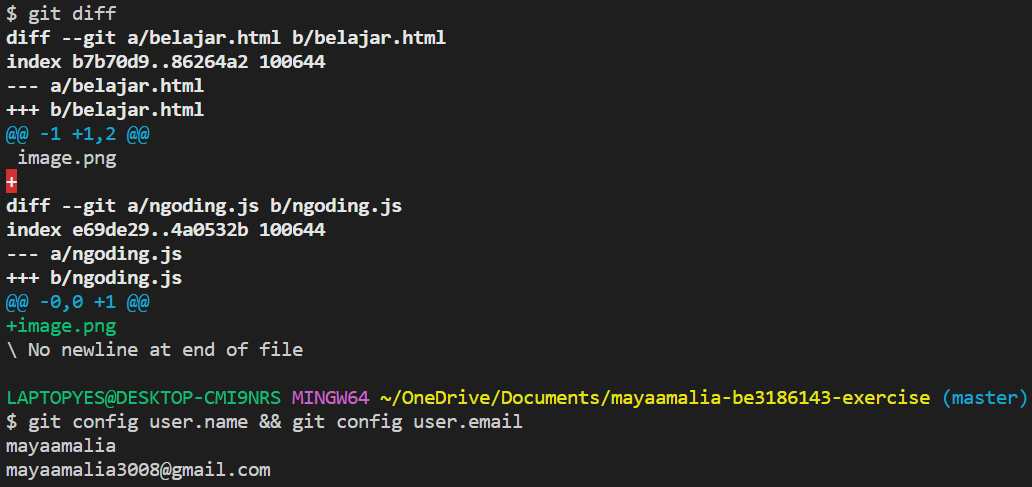 $ git diff
diff --git a/belajar.html b/belajar.html
index b7b70d9..86264a2 100644
--- a/belajar.html
+++ b/belajar.html
@@ -1 +1,2 @@
 image.png
+
diff --git a/ngoding.js b/ngoding.js
index e69de29..4a0532b 100644
--- a/ngoding.js
+++ b/ngoding.js
@@ -0,0 +1 @@
+image.png
\ No newline at end of file
LAPTOPYES@DESKTOP-CMI9NRS MINGW64 ~/OneDrive/Documents/mayaamalia-be3186143-exercise (master)
$ git config user.name && git config user.email
mayaamalia
mayaamalia3008@gmail.com